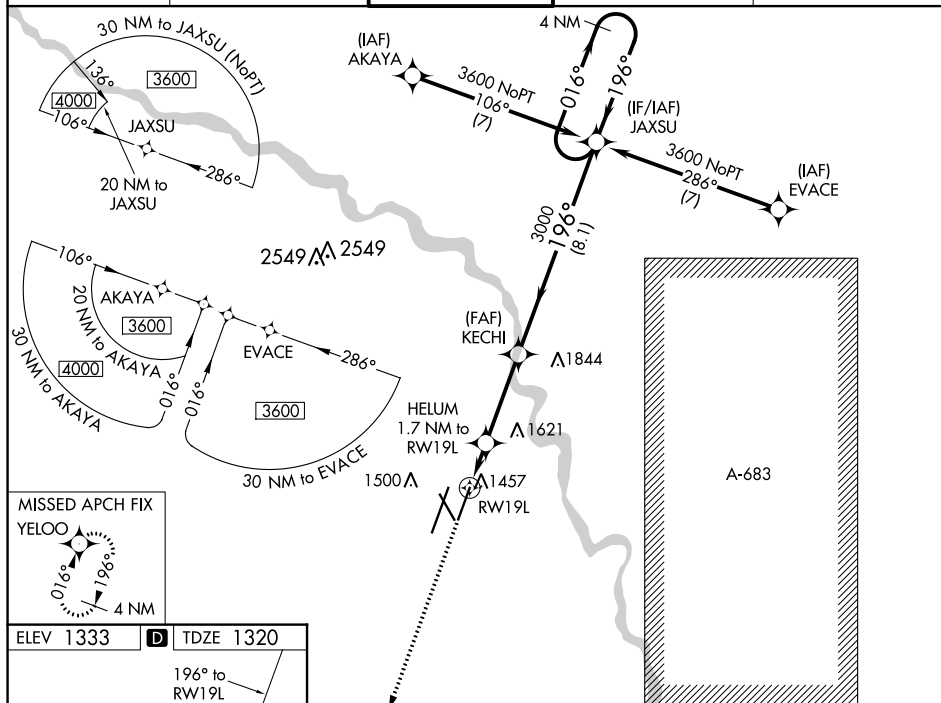 30 NM to JAXSU (NoPT)
136°
3600
4000
106°
JAXSU
286°
20 NM to
JAXSU
4 NM
016°
196°
(IAF)
AKAYA
3600 NoPT
106°
(7)
(IF/IAF)
JAXSU
3600 NoPT
286°
(7)
(IAF)
EVACE
3000
196°
(8.1)
2549
2549
106°
AKAYA
20 NM to AKAYA
3600
30 NM to AKAYA
4000
016°
016°
EVACE
286°
3600
30 NM to EVACE
(FAF)
KECHI
1844
HELUM
1.7 NM to
RW19L
1621
1500
1457
RW19L
A-683
MISSED APCH FIX
YELOO
016°
196°
4 NM
ELEV 1333
D
TDZE 1320
196° to
RW19L